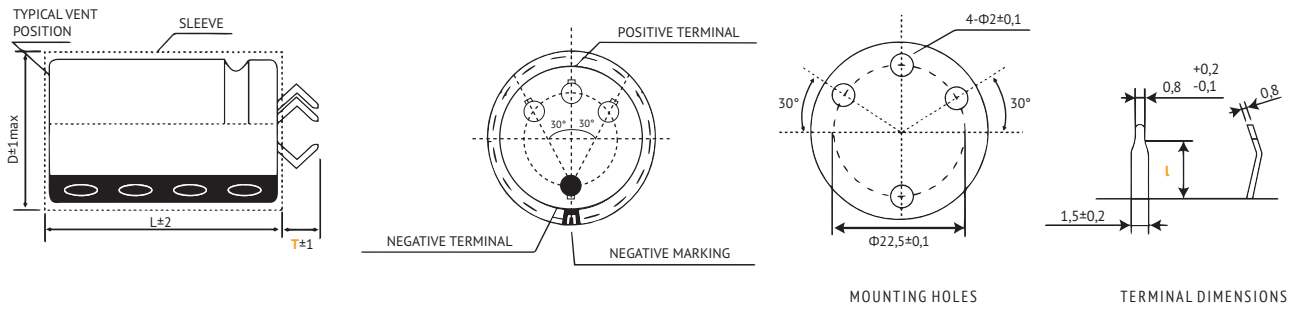 TYPICAL VENT
POSITION
SLEEVE
D±1max
L±2
T±1
POSITIVE TERMINAL
30° 30°
NEGATIVE TERMINAL
NEGATIVE MARKING
4-Φ2±0,1
30°
30°
Φ22,5±0,1
MOUNTING HOLES
0,8 +0,2
-0,1
0,8
l
1,5±0,2
TERMINAL DIMENSIONS